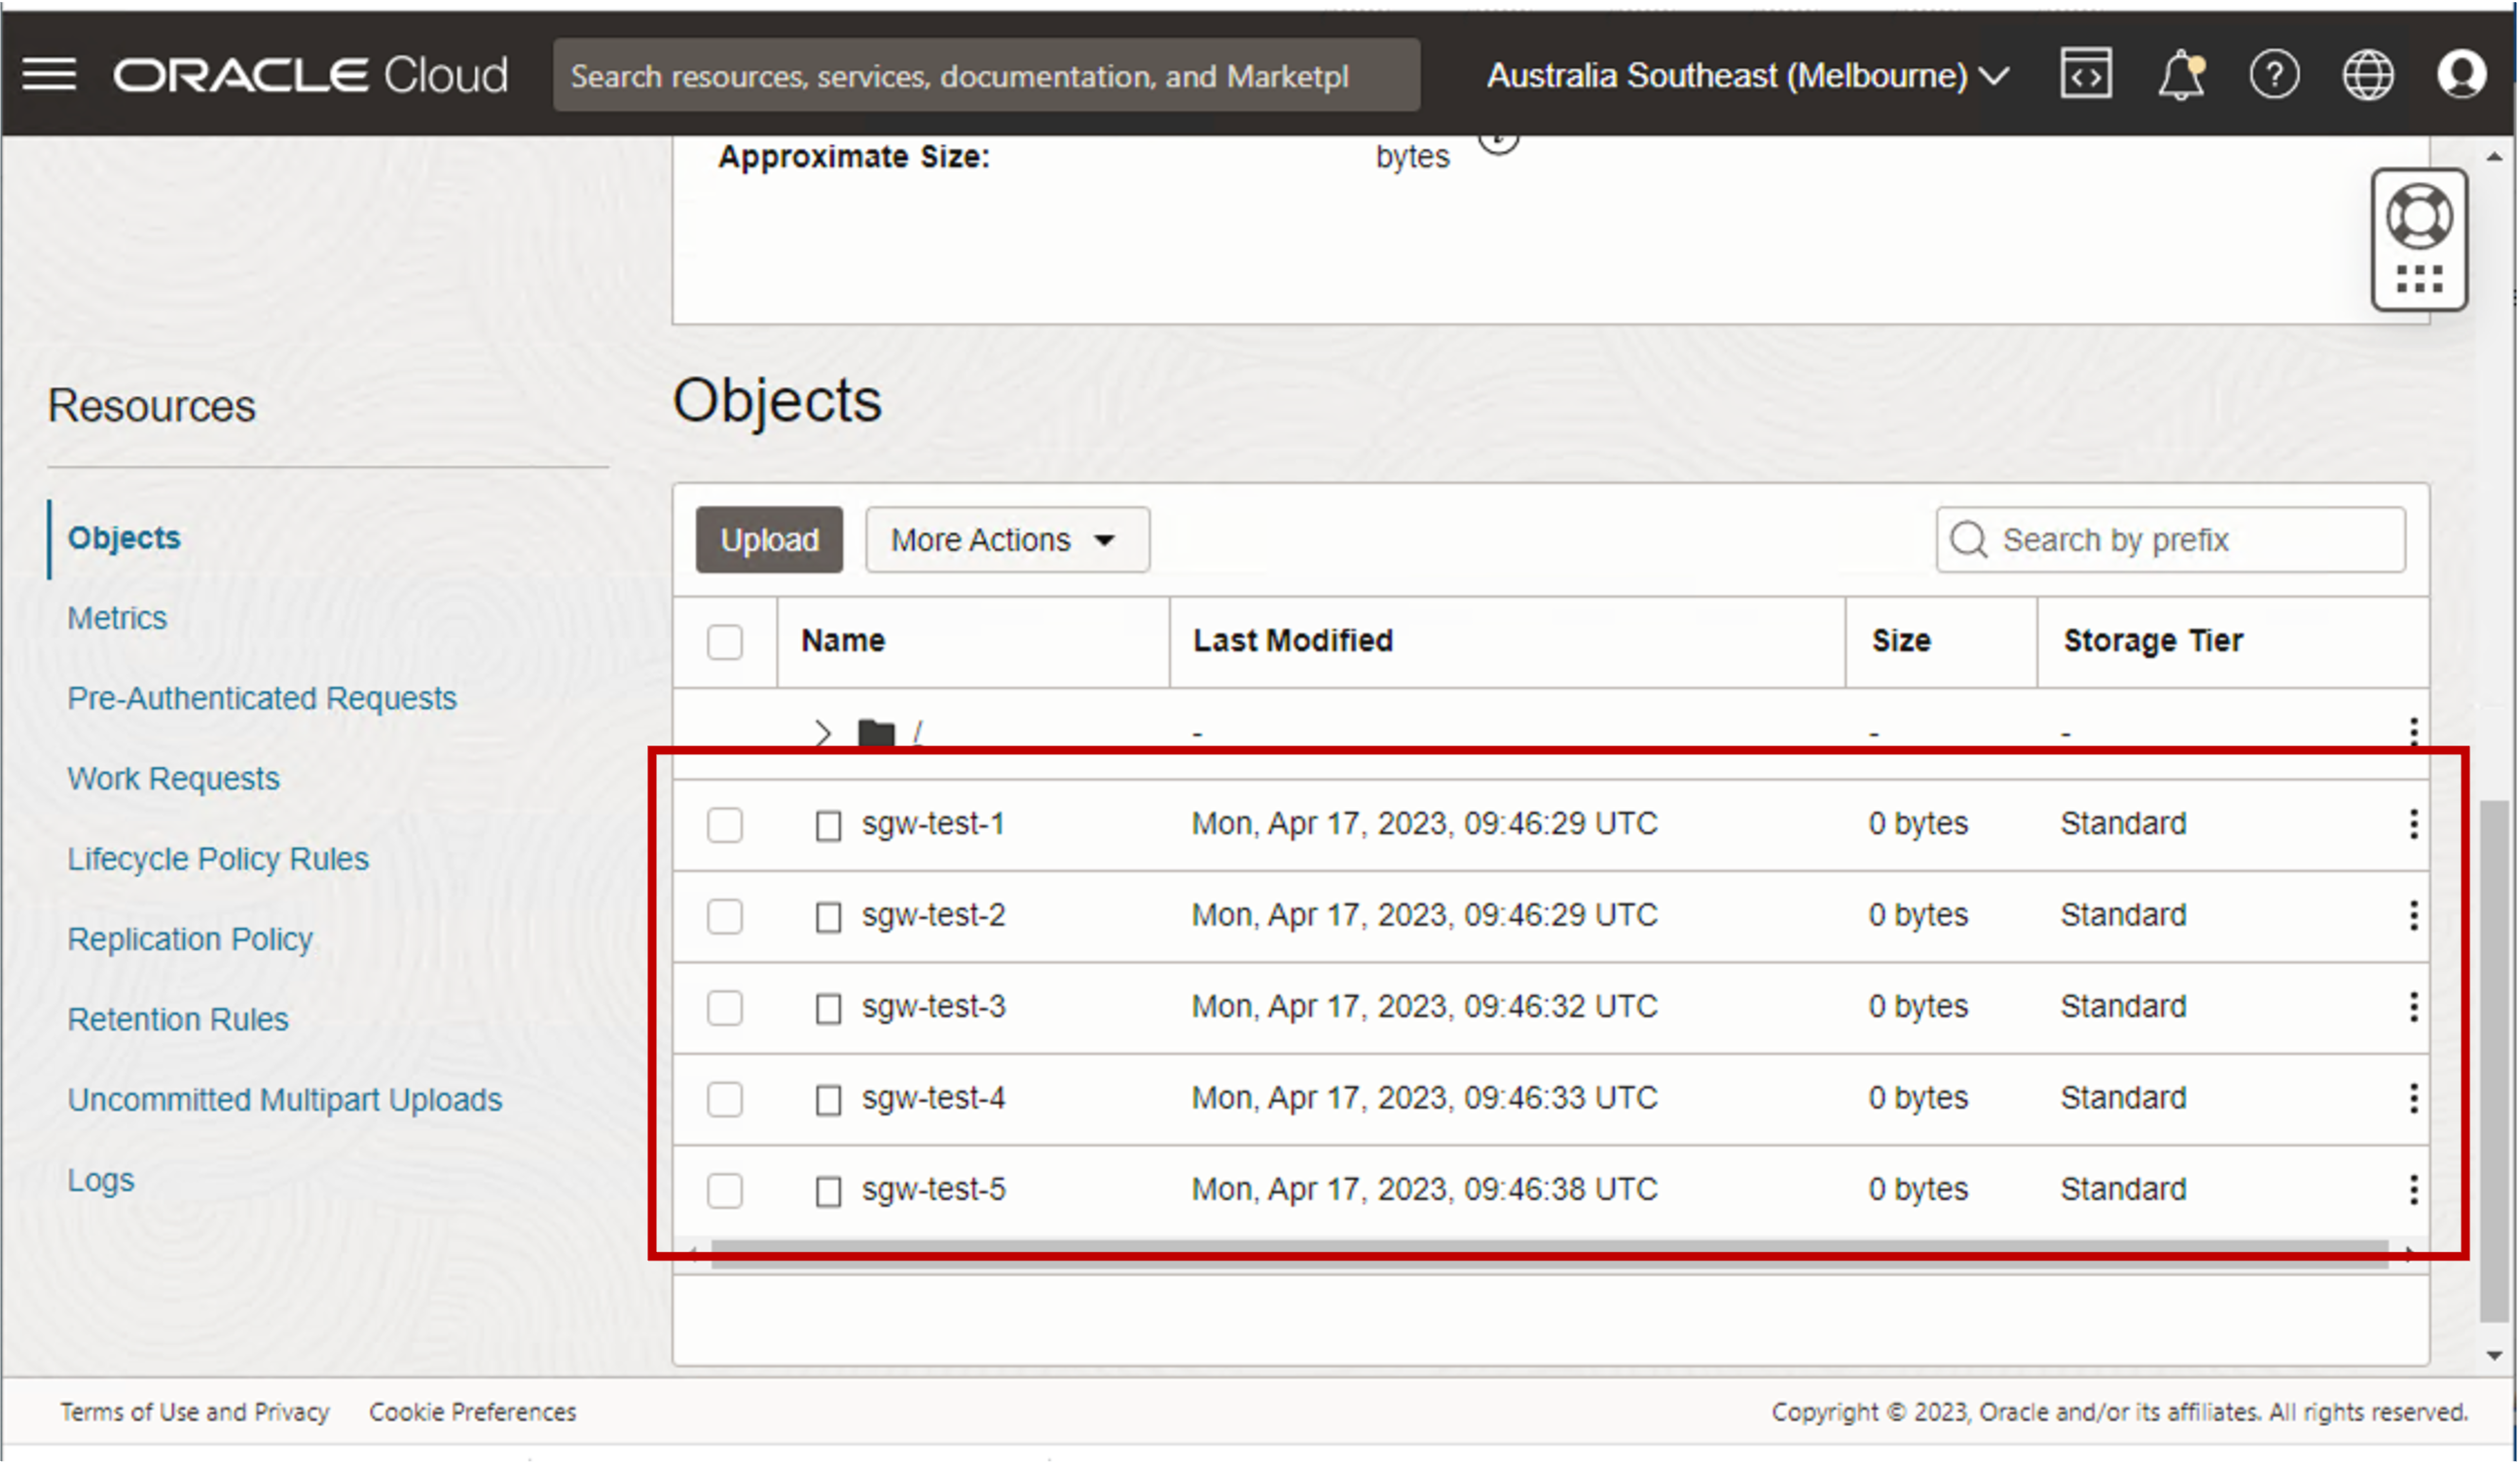 ORACLE Cloud
Search resources, services, documentation, and Marketpl
Australia Southeast (Melbourne)
Approximate Size: bytes
Resources
Objects
Metrics
Pre-Authenticated Requests
Work Requests
Lifecycle Policy Rules
Replication Policy
Retention Rules
Uncommitted Multipart Uploads
Logs
Objects
Upload More Actions Search by prefix
Name Last Modified Size Storage Tier
/ - - -
sgw-test-1 Mon, Apr 17, 2023, 09:46:29 UTC 0 bytes Standard
sgw-test-2 Mon, Apr 17, 2023, 09:46:29 UTC 0 bytes Standard
sgw-test-3 Mon, Apr 17, 2023, 09:46:32 UTC 0 bytes Standard
sgw-test-4 Mon, Apr 17, 2023, 09:46:33 UTC 0 bytes Standard
sgw-test-5 Mon, Apr 17, 2023, 09:46:38 UTC 0 bytes Standard
Terms of Use and Privacy Cookie Preferences Copyright © 2023, Oracle and/or its affiliates. All rights reserved.